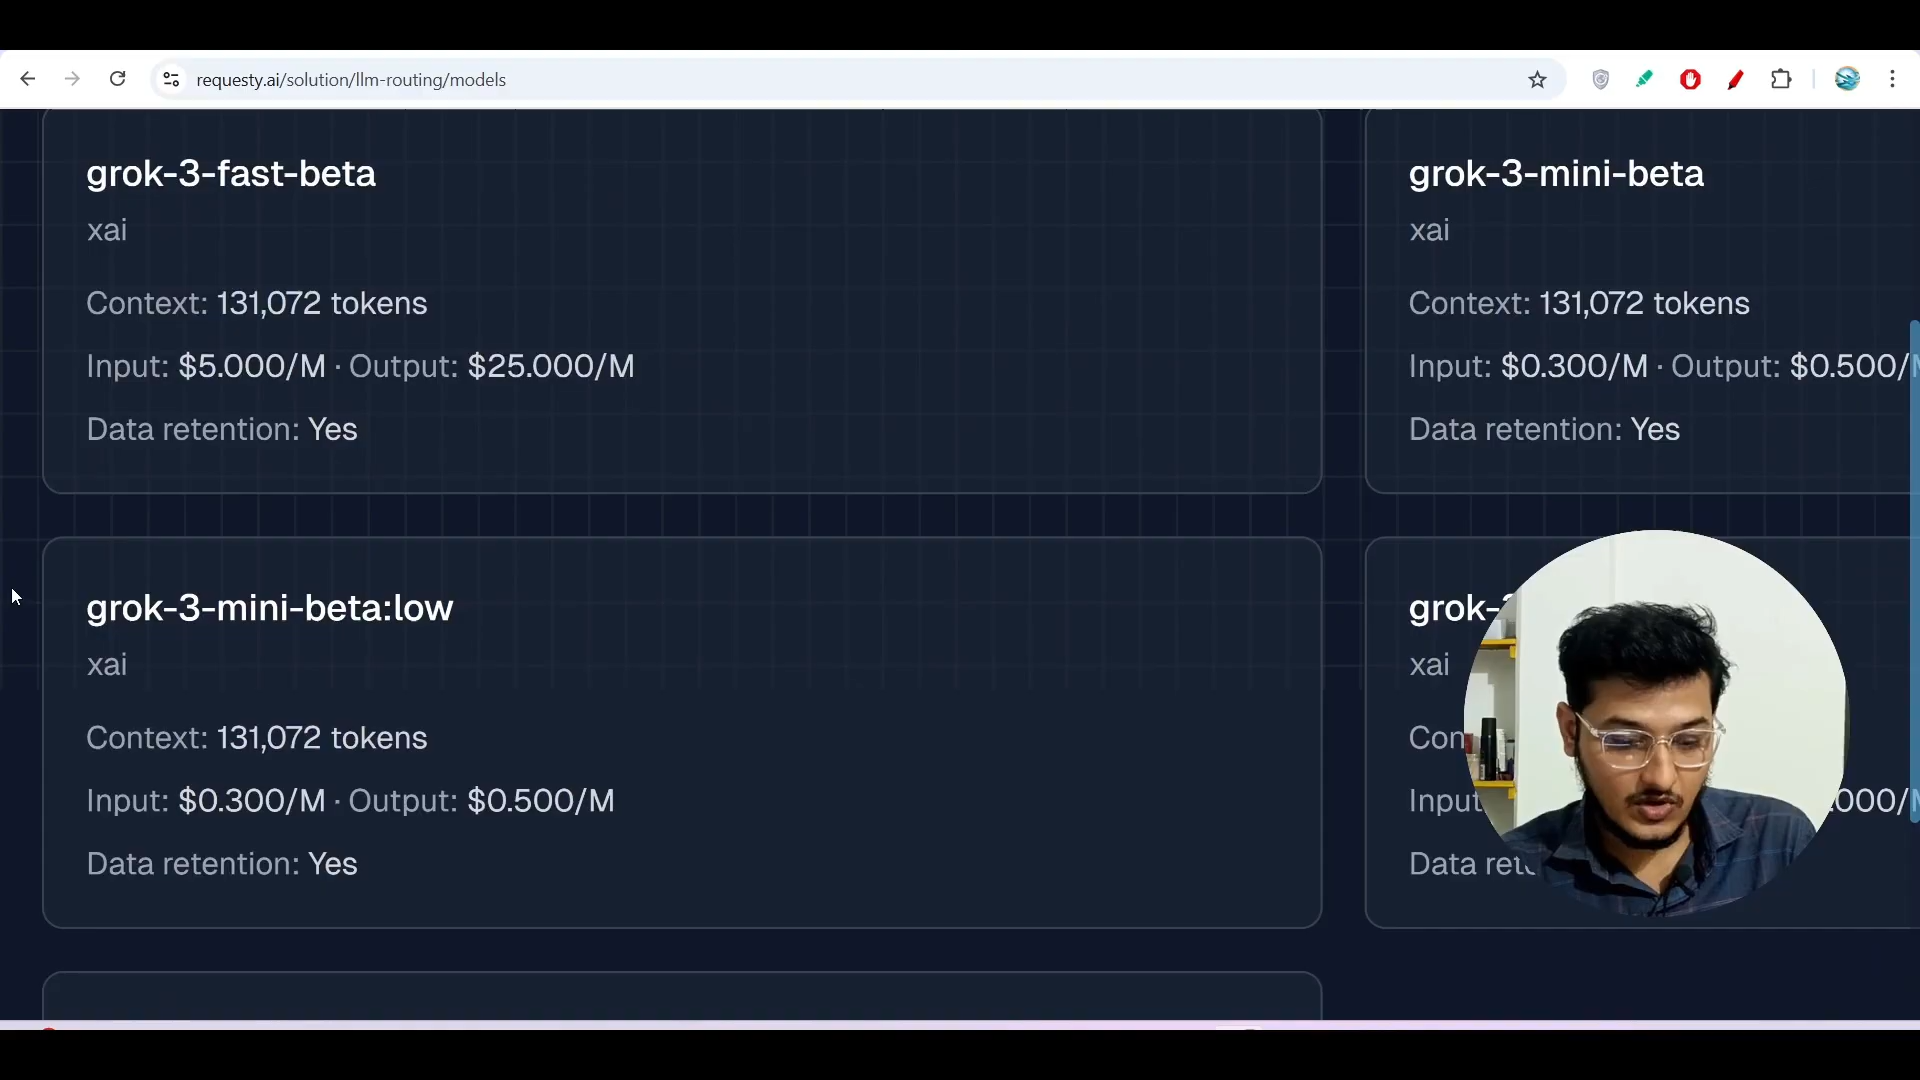 requesty.ai/solution/llm-routing/models
grok-3-fast-beta
xai
Context: 131,072 tokens
Input: $5.000/M · Output: $25.000/M
Data retention: Yes
grok-3-mini-beta
xai
Context: 131,072 tokens
Input: $0.300/M · Output: $0.500/M
Data retention: Yes
grok-3-mini-beta:low
xai
Context: 131,072 tokens
Input: $0.300/M · Output: $0.500/M
Data retention: Yes
grok-
xai
Con
Input
000/M
Data ret